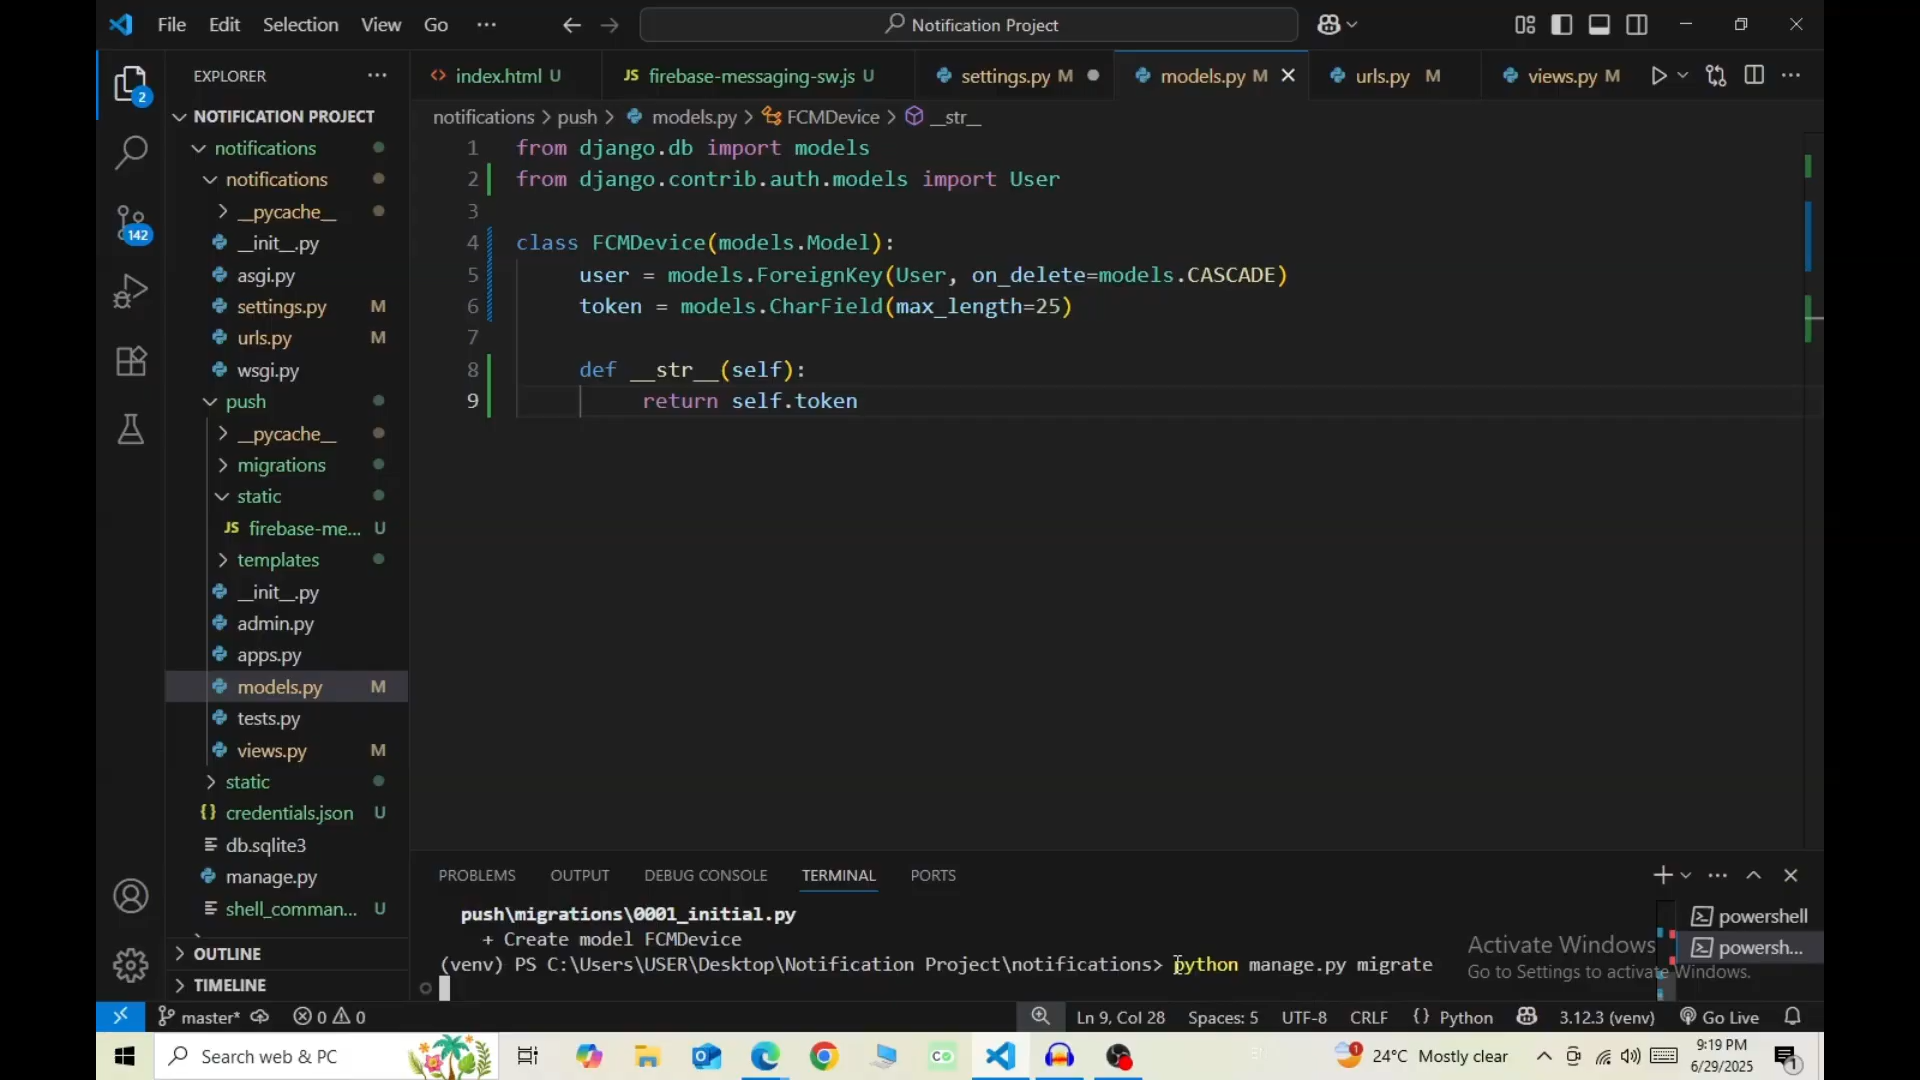 File Edit Selection View Go ··· Notification Project
EXPLORER ···
NOTIFICATION PROJECT
notifications
notifications
__pycache__
__init__.py
asgi.py
settings.py M
urls.py M
wsgi.py
push
__pycache__
migrations
static
JS firebase-me... U
templates
__init__.py
admin.py
apps.py
models.py M
tests.py
views.py M
static
{} credentials.json U
db.sqlite3
manage.py
shell_comman... U
OUTLINE
TIMELINE
2
142
<> index.html U JS firebase-messaging-sw.js U settings.py M models.py M urls.py M views.py M
notifications > push > models.py > FCMDevice > __str__
1 from django.db import models
2 from django.contrib.auth.models import User
3
4 class FCMDevice(models.Model):
5 user = models.ForeignKey(User, on_delete=models.CASCADE)
6 token = models.CharField(max_length=25)
7
8 def __str__(self):
9 return self.token
PROBLEMS OUTPUT DEBUG CONSOLE TERMINAL PORTS
push\migrations\0001_initial.py
+ Create model FCMDevice
(venv) PS C:\Users\USER\Desktop\Notification Project\notifications> python manage.py migrate
powershell
powersh...
Activate Windows
Go to Settings to activate Windows.
master* 0 0 Ln 9, Col 28 Spaces: 5 UTF-8 CRLF {} Python 3.12.3 (venv) Go Live
Search web & PC 24°C Mostly clear 9:19 PM
6/29/2025
1
1